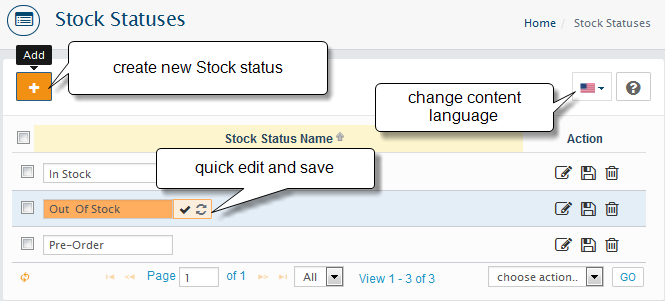 Stock Statuses
Home / Stock Statuses
Add
create new Stock status
change content
language
Stock Status Name
Action
quick edit and save
In Stock
Out Of Stock
Pre-Order
Page 1 of 1 All View 1 - 3 of 3 choose action.. GO